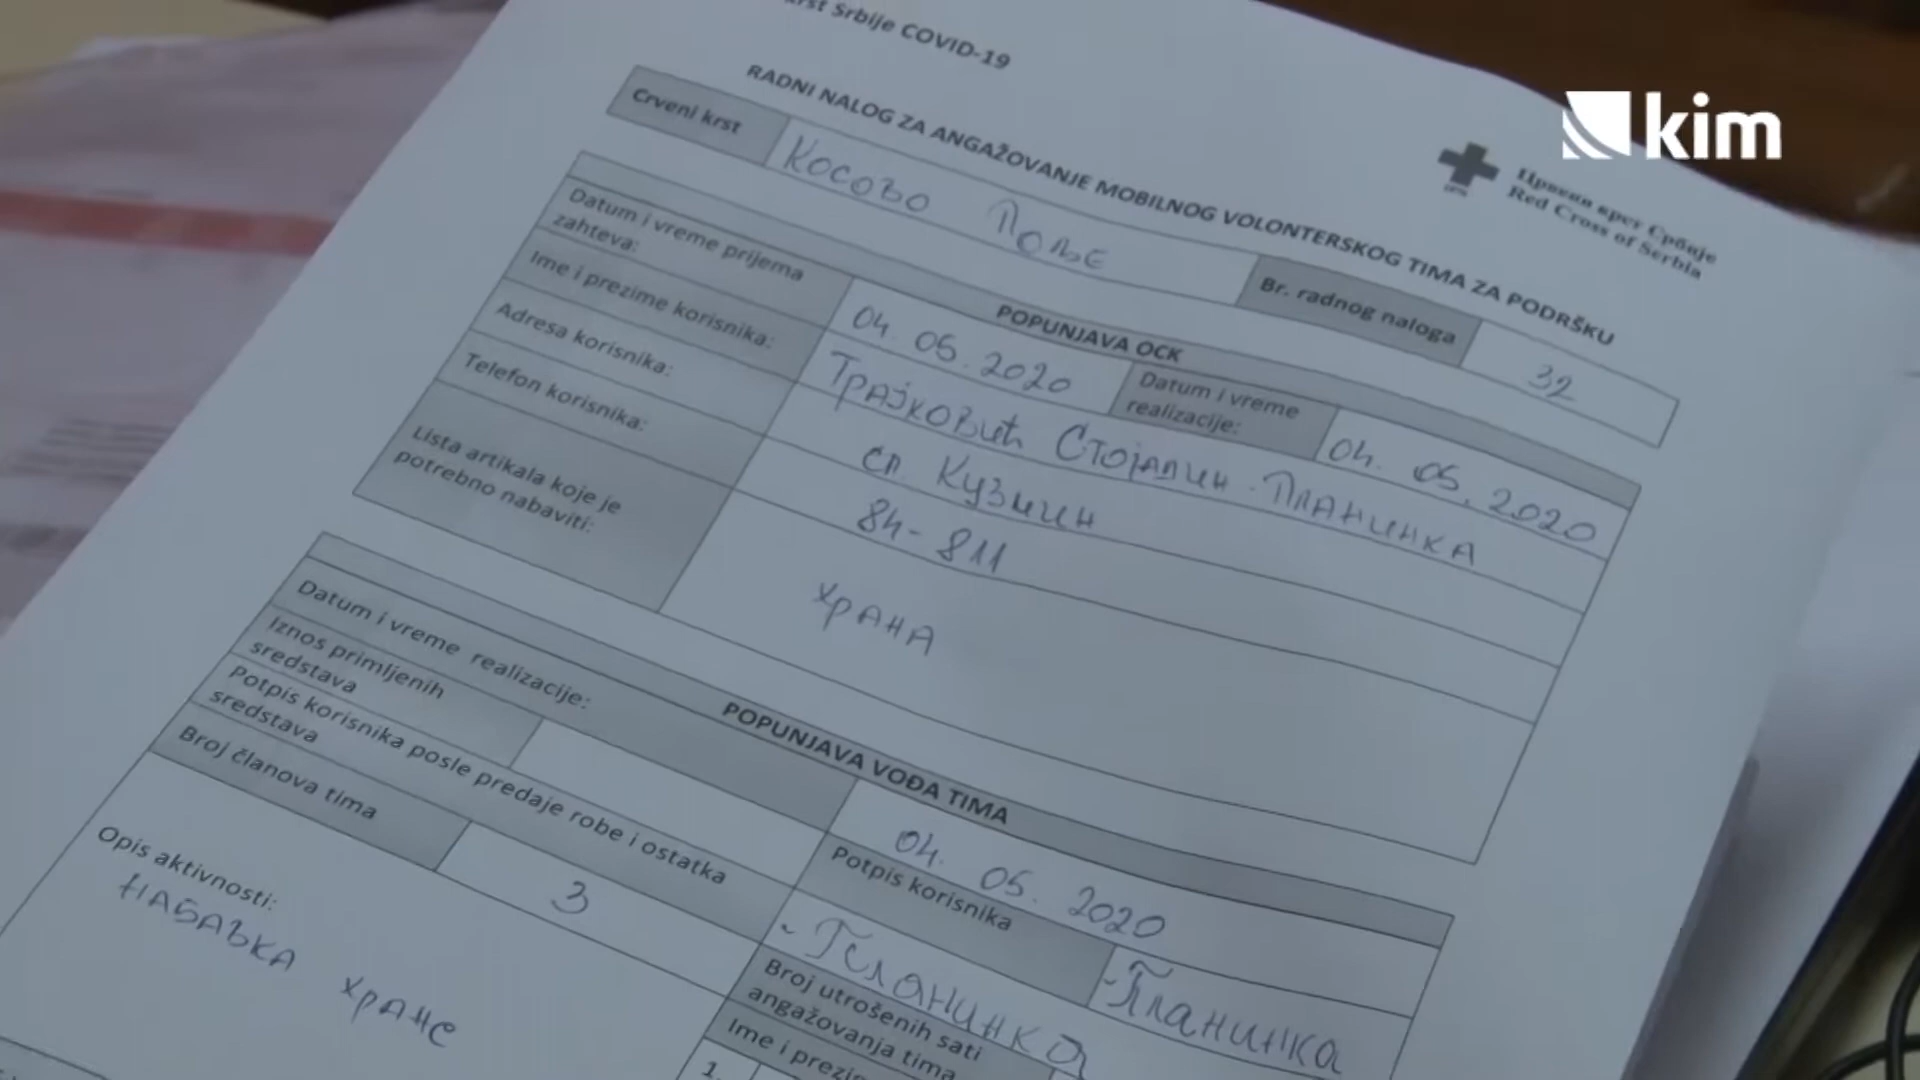 krst Srbije COVID-19
kim
Црвени крст Србије
Red Cross of Serbia
RADNI NALOG ZA ANGAŽOVANJE MOBILNOG VOLONTERSKOG TIMA ZA PODRŠKU
Crveni krst
Косово Поље
Br. radnog naloga
32
POPUNJAVA OCK
Datum i vreme prijema
zahteva:
04. 05. 2020
Datum i vreme
realizacije:
04. 05. 2020
Ime i prezime korisnika:
Трајковић Стојадин Планинка
Adresa korisnika:
сп. Кузмин
Telefon korisnika:
84-811
Lista artikala koje je
potrebno nabaviti:
храна
POPUNJAVA VOĐA TIMA
Datum i vreme realizacije:
04. 05. 2020
Iznos primljenih
sredstava
Potpis korisnika
Планинка
Potpis korisnika posle predaje robe i ostatka
sredstava
Планинка
Broj članova tima
3
Broj utrošenih sati
angažovanja tima
Opis aktivnosti:
набавка хране
Ime i prezi
1.